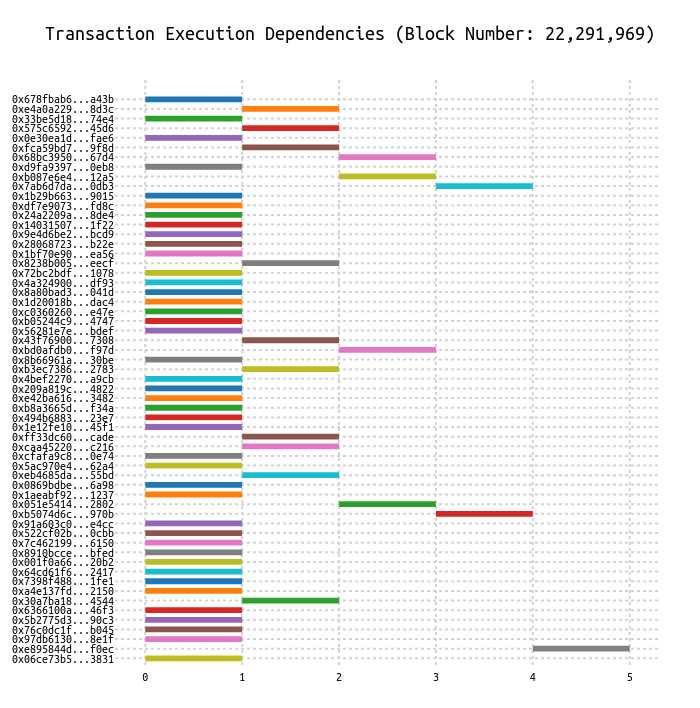 Transaction Execution Dependencies (Block Number: 22,291,969)
0x678fbab6...a43b
0xe4a0a229...8d3c
0x33be5d18...74e4
0x575c6592...45d6
0x0e30ea1d...fae6
0xfca59bd7...9f8d
0x68bc3950...67d4
0xd9fa9397...0eb8
0xb087e6e4...12a5
0x7ab6d7da...0db3
0x1b29b663...9015
0xdf7e9073...fd8c
0x24a2209a...8de4
0x14031507...1f22
0x9e4d6be2...bcd9
0x28068723...b22e
0x1bf70e90...ea56
0x8238b005...eecf
0x72bc2bdf...1078
0x4a324900...df93
0x8a80bad3...041d
0x1d20018b...dac4
0xc0360260...e47e
0xb05244c9...4747
0x56281e7e...bdef
0x43f76900...7308
0xbd0afdb0...f97d
0x8b66961a...30be
0xb3ec7386...2783
0x4bef2270...a9cb
0x209a819c...4822
0xe42ba616...3482
0xb8a3665d...f34a
0x494b6883...23e7
0x1e12fe10...45f1
0xff33dc60...cade
0xcaa45220...c216
0xcfafa9c8...0e74
0x5ac970e4...62a4
0xeb4685da...55bd
0x0869bdbe...6a98
0x1aeabf92...1237
0x051e5414...2802
0xb5074d6c...970b
0x91a603c0...e4cc
0x522cf02b...0cbb
0x7c462199...6150
0x8910bcce...bfed
0x001f0a66...20b2
0x64cd61f6...2417
0x7398f488...1fe1
0xa4e137fd...2150
0x30a7ba18...4544
0x6366100a...46f3
0x5b2775d3...90c3
0x76c0dc1f...b045
0x97db6130...8e1f
0xe895844d...f0ec
0x06ce73b5...3831
0 1 2 3 4 5